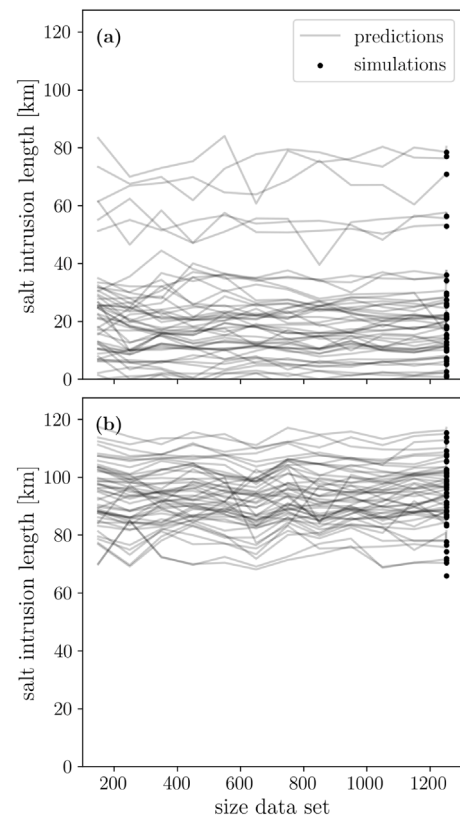 (a)
predictions
simulations
salt intrusion length [km]
120
100
80
60
40
20
0
(b)
salt intrusion length [km]
120
100
80
60
40
20
0
200 400 600 800 1000 1200
size data set